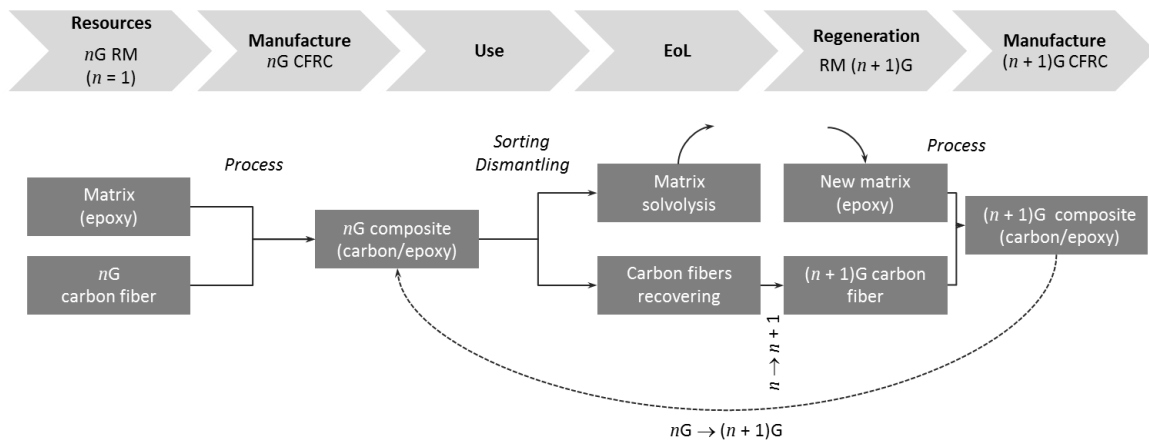 Resources
nG RM
(n = 1)
Manufacture
nG CFRC
Use
EoL
Regeneration
RM (n + 1)G
Manufacture
(n + 1)G CFRC
Process
Sorting
Dismantling
Process
Matrix
(epoxy)
nG
carbon fiber
nG composite
(carbon/epoxy)
Matrix
solvolysis
Carbon fibers
recovering
New matrix
(epoxy)
(n + 1)G carbon
fiber
(n + 1)G composite
(carbon/epoxy)
n → n + 1
nG → (n + 1)G